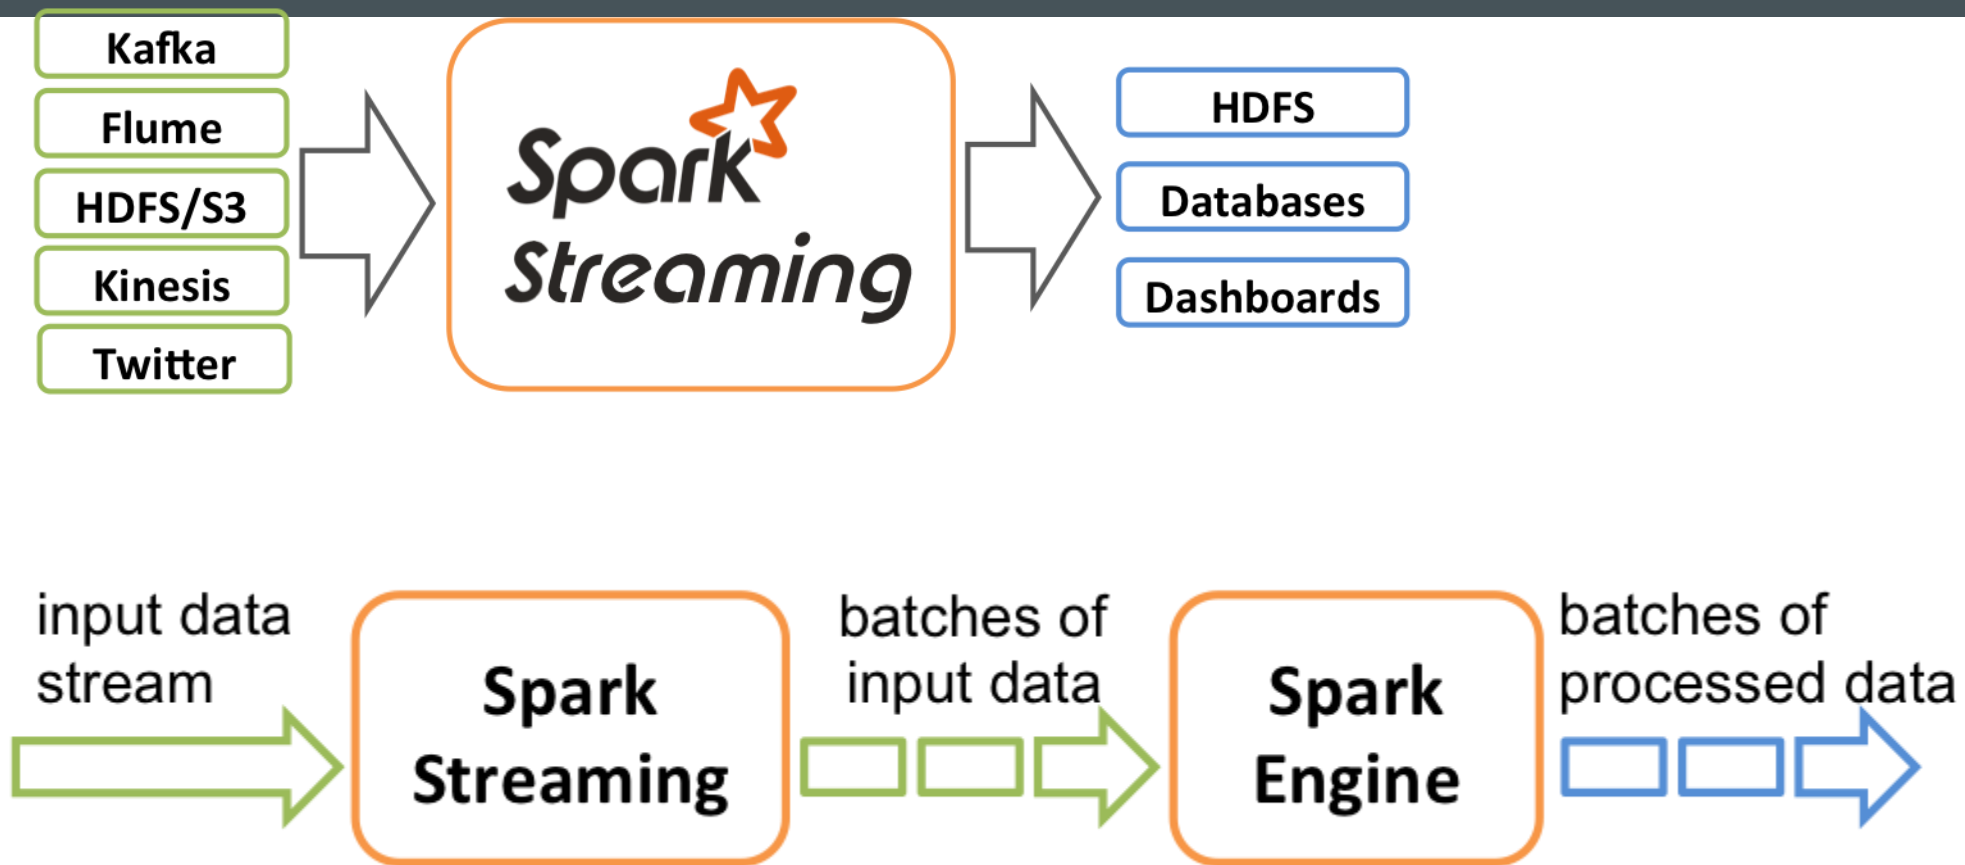 Kafka
Flume
HDFS/S3
Kinesis
Twitter
Spark
Streaming
HDFS
Databases
Dashboards
input data
stream
Spark
Streaming
batches of
input data
Spark
Engine
batches of
processed data